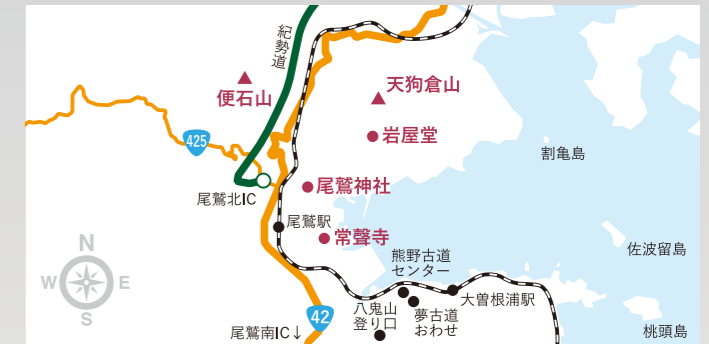 紀勢道
便石山
天狗倉山
岩屋堂
425
割亀島
尾鷲北IC
尾鷲神社
尾鷲駅
常聲寺
佐波留島
N
W
E
S
熊野古道
センター
大曽根浦駅
八鬼山
登り口
夢古道
おわせ
42
尾鷲南IC↓
桃頭島